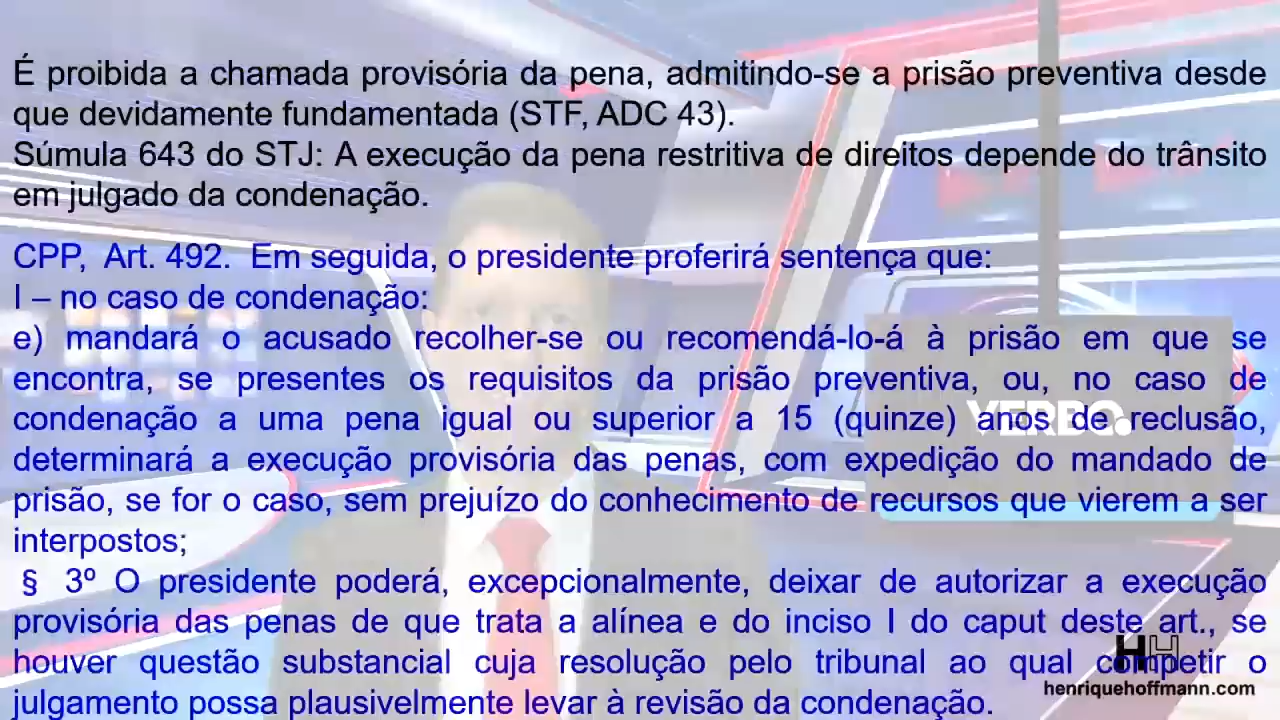 É proibida a chamada provisória da pena, admitindo-se a prisão preventiva desde
que devidamente fundamentada (STF, ADC 43).
Súmula 643 do STJ: A execução da pena restritiva de direitos depende do trânsito
em julgado da condenação.
CPP, Art. 492. Em seguida, o presidente proferirá sentença que:
I – no caso de condenação:
e) mandará o acusado recolher-se ou recomendá-lo-á à prisão em que se
encontra, se presentes os requisitos da prisão preventiva, ou, no caso de
condenação a uma pena igual ou superior a 15 (quinze) anos de reclusão,
determinará a execução provisória das penas, com expedição do mandado de
prisão, se for o caso, sem prejuízo do conhecimento de recursos que vierem a ser
interpostos;
§ 3º O presidente poderá, excepcionalmente, deixar de autorizar a execução
provisória das penas de que trata a alínea e do inciso I do caput deste art., se
houver questão substancial cuja resolução pelo tribunal ao qual competir o
julgamento possa plausivelmente levar à revisão da condenação.
VERBO.
HH
henriquehoffmann.com